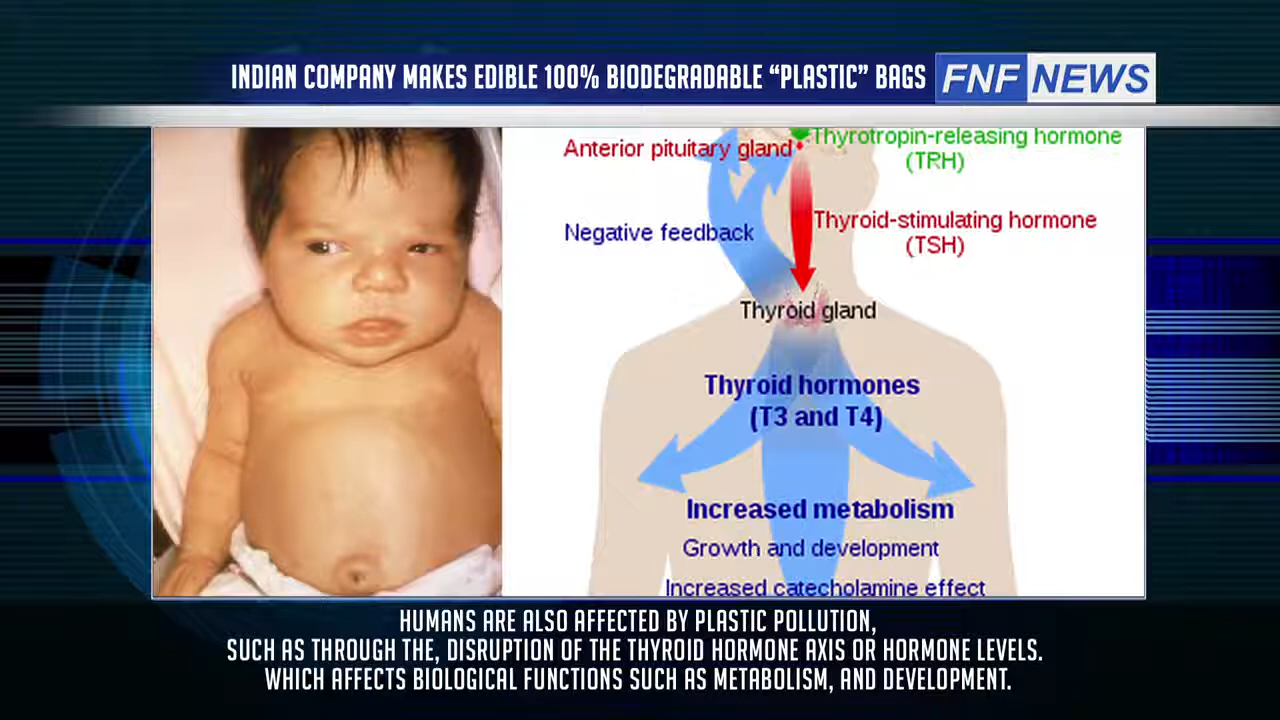 INDIAN COMPANY MAKES EDIBLE 100% BIODEGRADABLE “PLASTIC” BAGS
FNF NEWS
Thyrotropin-releasing hormone
(TRH)
Anterior pituitary gland
Thyroid-stimulating hormone
(TSH)
Negative feedback
Thyroid gland
Thyroid hormones
(T3 and T4)
Increased metabolism
Growth and development
Increased catecholamine effect
HUMANS ARE ALSO AFFECTED BY PLASTIC POLLUTION,
SUCH AS THROUGH THE, DISRUPTION OF THE THYROID HORMONE AXIS OR HORMONE LEVELS.
WHICH AFFECTS BIOLOGICAL FUNCTIONS SUCH AS METABOLISM, AND DEVELOPMENT.